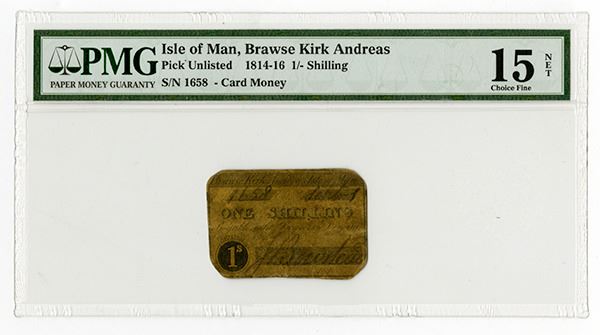 PMG
PAPER MONEY GUARANTY
Isle of Man, Brawse Kirk Andreas
Pick Unlisted 1814-16 1/- Shilling
S/N 1658 - Card Money
15
NET
Choice Fine
1658
ONE SHILLING
1s